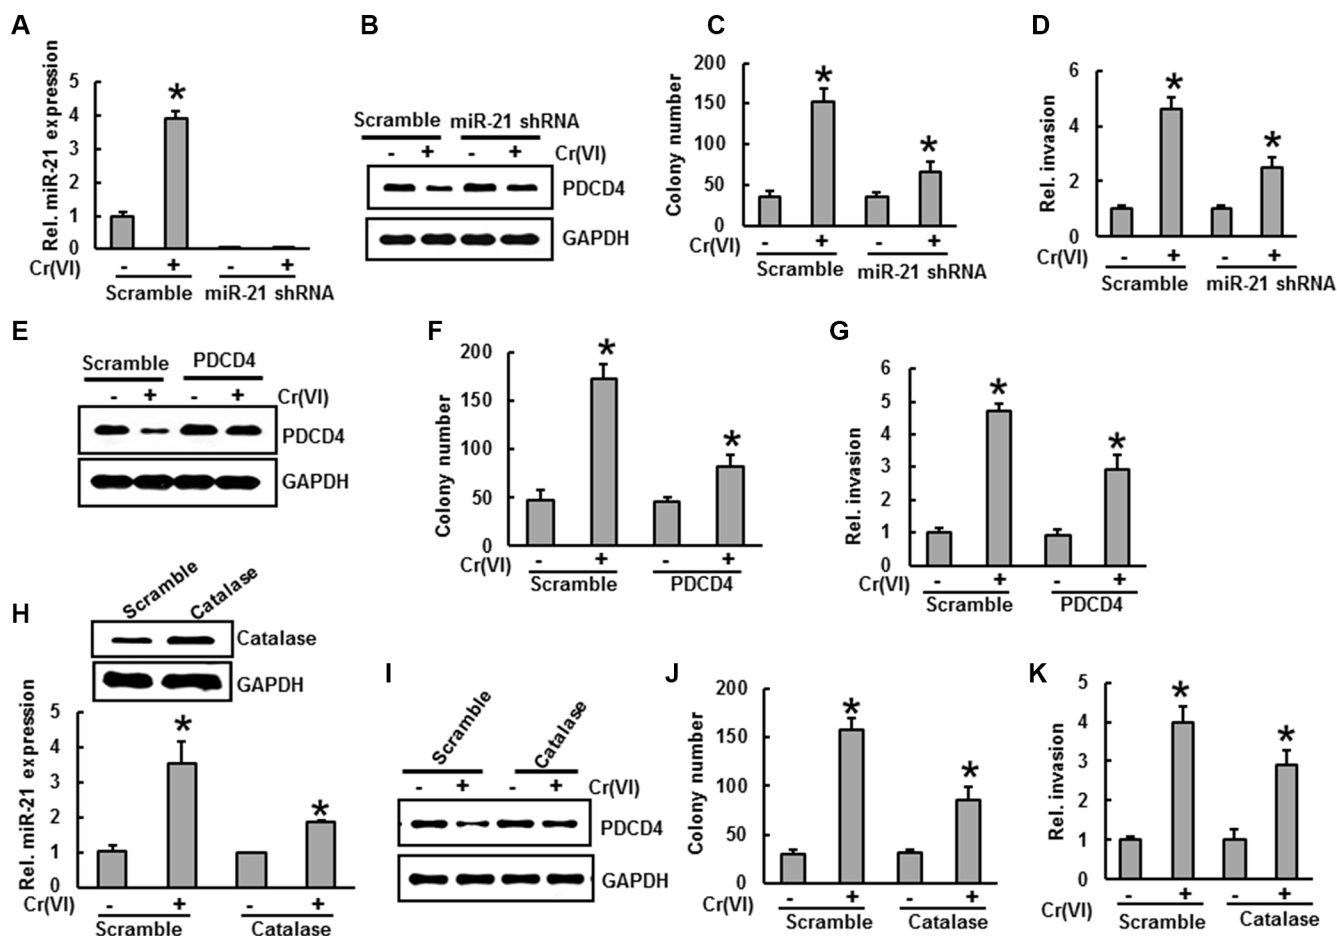 A
Rel. miR-21 expression
5
4
3
2
1
0
*
Cr(VI) - + - +
Scramble miR-21 shRNA
B
Scramble miR-21 shRNA
- + - + Cr(VI)
PDCD4
GAPDH
C
Colony number
200
150
100
50
0
* *
Cr(VI) - + - +
Scramble miR-21 shRNA
D
Rel. invasion
6
4
2
0
* *
Cr(VI) - + - +
Scramble miR-21 shRNA
E
Scramble PDCD4
- + - + Cr(VI)
PDCD4
GAPDH
F
Colony number
200
150
100
50
0
* *
Cr(VI) - + - +
Scramble PDCD4
G
Rel. invasion
6
5
4
3
2
1
0
* *
Cr(VI) - + - +
Scramble PDCD4
H
Scramble Catalase
Catalase
GAPDH
Rel. miR-21 expression
5
4
3
2
1
0
* *
Cr(VI) - + - +
Scramble Catalase
I
Scramble Catalase
- + - + Cr(VI)
PDCD4
GAPDH
J
Colony number
200
150
100
50
0
* *
Cr(VI) - + - +
Scramble Catalase
K
Rel. invasion
5
4
3
2
1
0
* *
Cr(VI) - + - +
Scramble Catalase